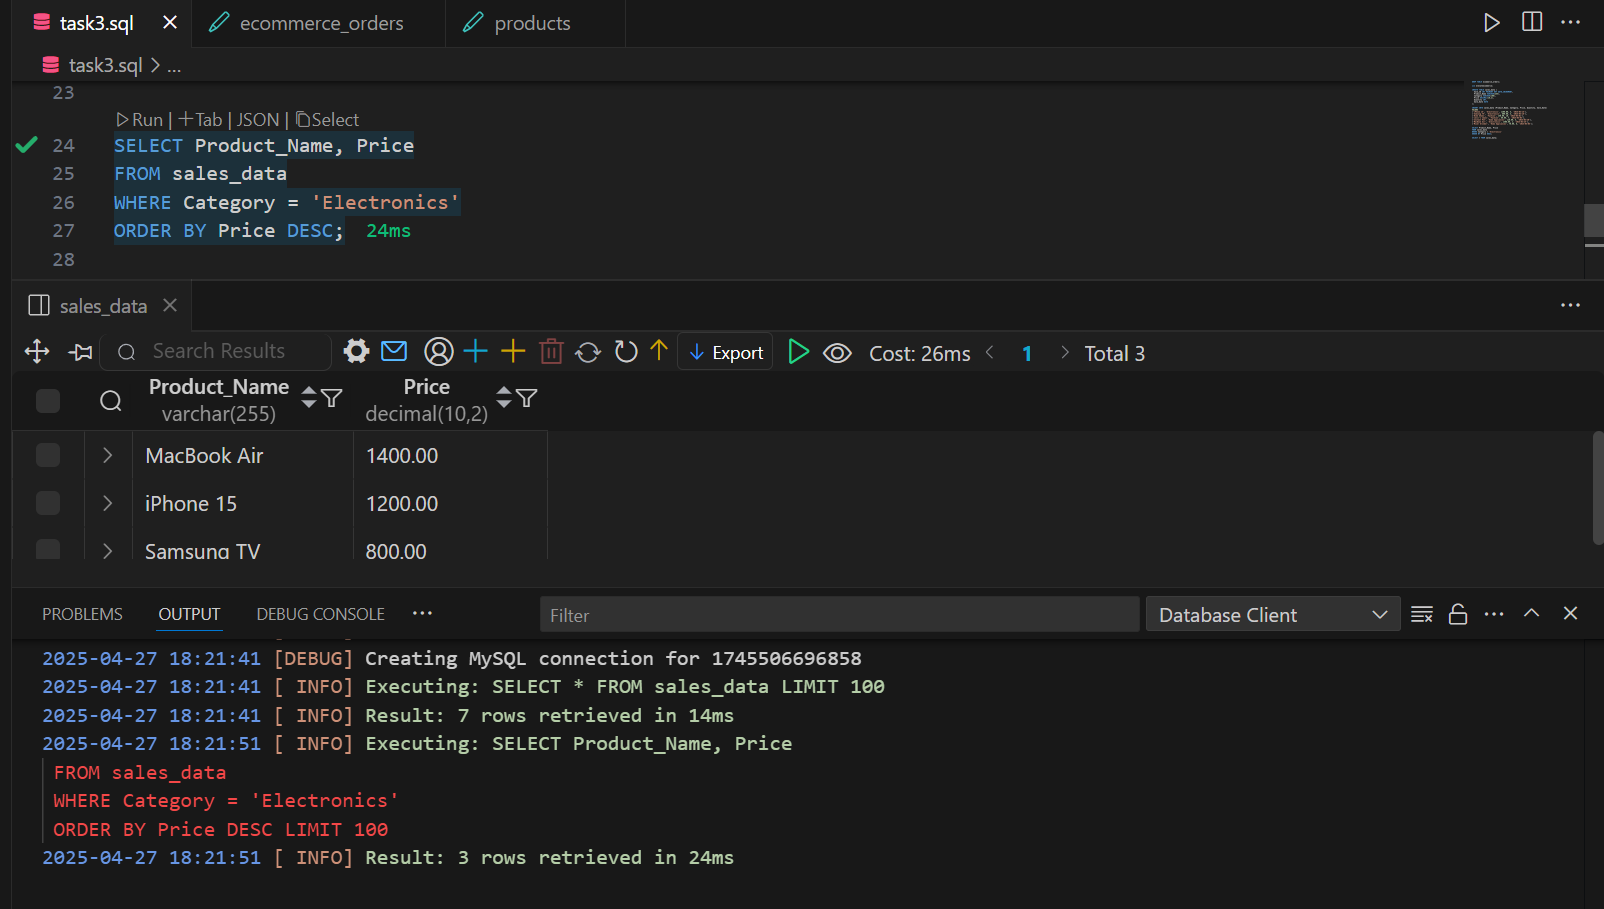 task3.sql ecommerce_orders products
task3.sql > ...
23
Run | Tab | JSON | Select
24 SELECT Product_Name, Price
25 FROM sales_data
26 WHERE Category = 'Electronics'
27 ORDER BY Price DESC; 24ms
28
sales_data
Search Results Export Cost: 26ms 1 Total 3
Product_Name Price
varchar(255) decimal(10,2)
MacBook Air 1400.00
iPhone 15 1200.00
Samsung TV 800.00
PROBLEMS OUTPUT DEBUG CONSOLE ... Filter Database Client
2025-04-27 18:21:41 [DEBUG] Creating MySQL connection for 1745506696858
2025-04-27 18:21:41 [ INFO] Executing: SELECT * FROM sales_data LIMIT 100
2025-04-27 18:21:41 [ INFO] Result: 7 rows retrieved in 14ms
2025-04-27 18:21:51 [ INFO] Executing: SELECT Product_Name, Price
FROM sales_data
WHERE Category = 'Electronics'
ORDER BY Price DESC LIMIT 100
2025-04-27 18:21:51 [ INFO] Result: 3 rows retrieved in 24ms